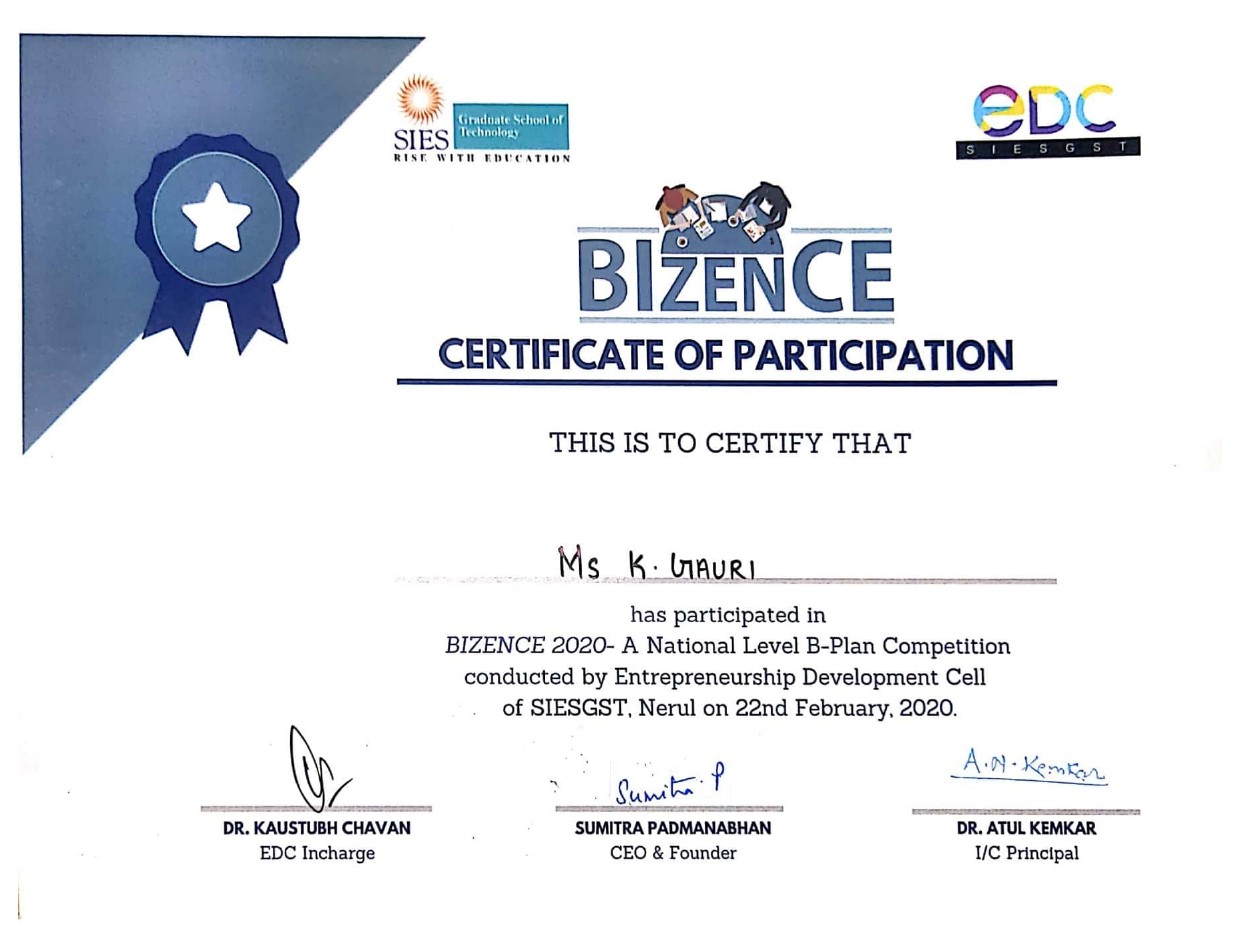 SIES Graduate School of Technology
RISE WITH EDUCATION
eDC
SIESGST
BIZENCE
CERTIFICATE OF PARTICIPATION
THIS IS TO CERTIFY THAT
Ms K. GAURI
has participated in
BIZENCE 2020- A National Level B-Plan Competition
conducted by Entrepreneurship Development Cell
of SIESGST, Nerul on 22nd February, 2020.
Sumitra P
A.N. Kemkar
DR. KAUSTUBH CHAVAN
SUMITRA PADMANABHAN
DR. ATUL KEMKAR
EDC Incharge
CEO & Founder
I/C Principal